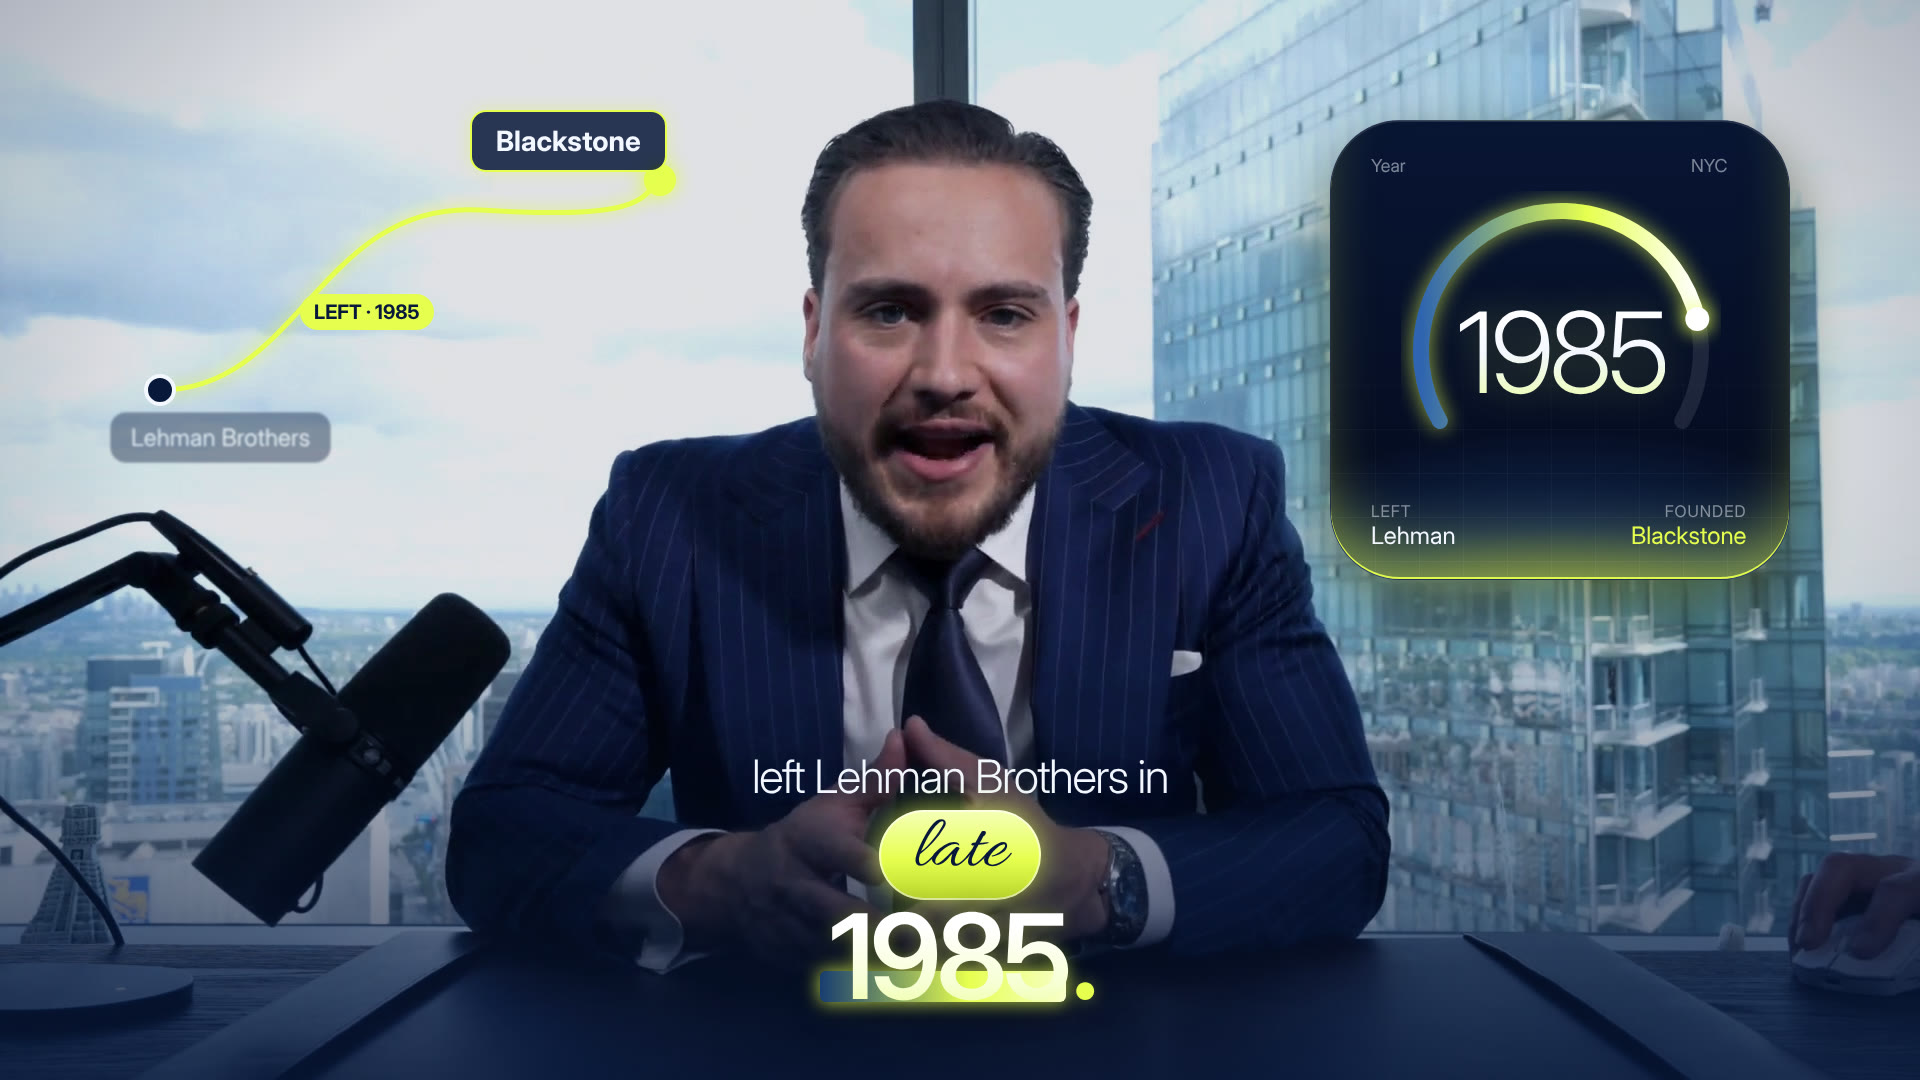 Blackstone
LEFT · 1985
Lehman Brothers
Year
NYC
1985
LEFT
Lehman
FOUNDED
Blackstone
left Lehman Brothers in
late
1985.